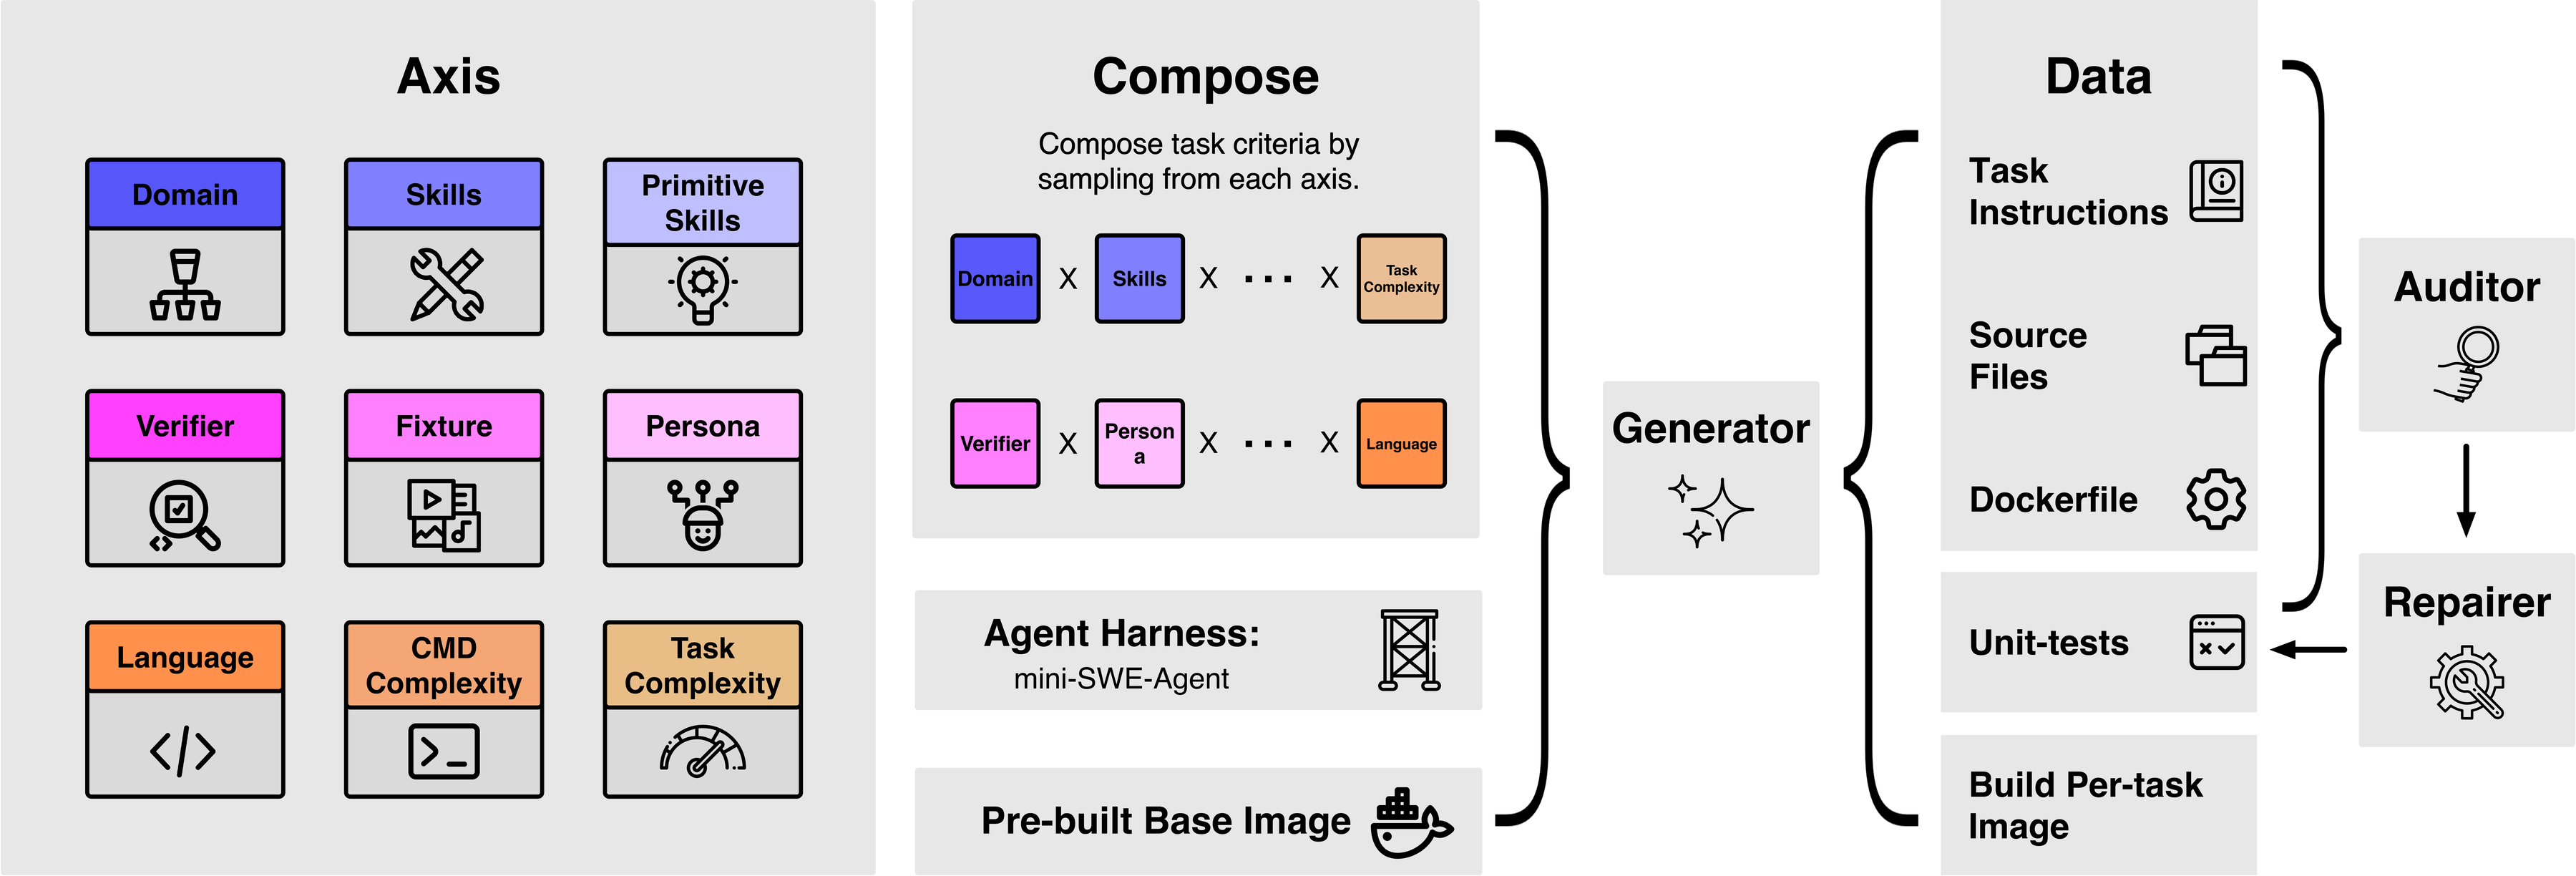 Axis
Domain
Skills
Primitive
Skills
Verifier
Fixture
Persona
Language
CMD
Complexity
Task
Complexity
Compose
Compose task criteria by
sampling from each axis.
Domain X Skills X ... X Task
Complexity
Verifier X Person
a X ... X Language
Agent Harness:
mini-SWE-Agent
Pre-built Base Image
Generator
Data
Task
Instructions
Source
Files
Dockerfile
Unit-tests
Build Per-task
Image
Auditor
Repairer